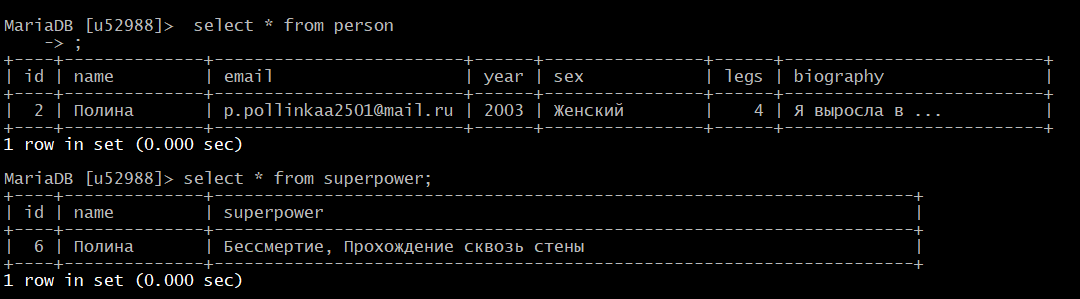 MariaDB [u52988]>  select * from person
    -> ;
+----+--------------+-------------------------+------+----------------+------+--------------------------+
| id | name         | email                   | year | sex            | legs | biography                |
+----+--------------+-------------------------+------+----------------+------+--------------------------+
|  2 | Полина       | p.pollinkaa2501@mail.ru | 2003 | Женский        |    4 | Я выросла в ...          |
+----+--------------+-------------------------+------+----------------+------+--------------------------+
1 row in set (0.000 sec)
MariaDB [u52988]> select * from superpower;
+----+--------------+----------------------------------------------------------------------+
| id | name         | superpower                                                           |
+----+--------------+----------------------------------------------------------------------+
|  6 | Полина       | Бессмертие, Прохождение сквозь стены                                 |
+----+--------------+----------------------------------------------------------------------+
1 row in set (0.000 sec)